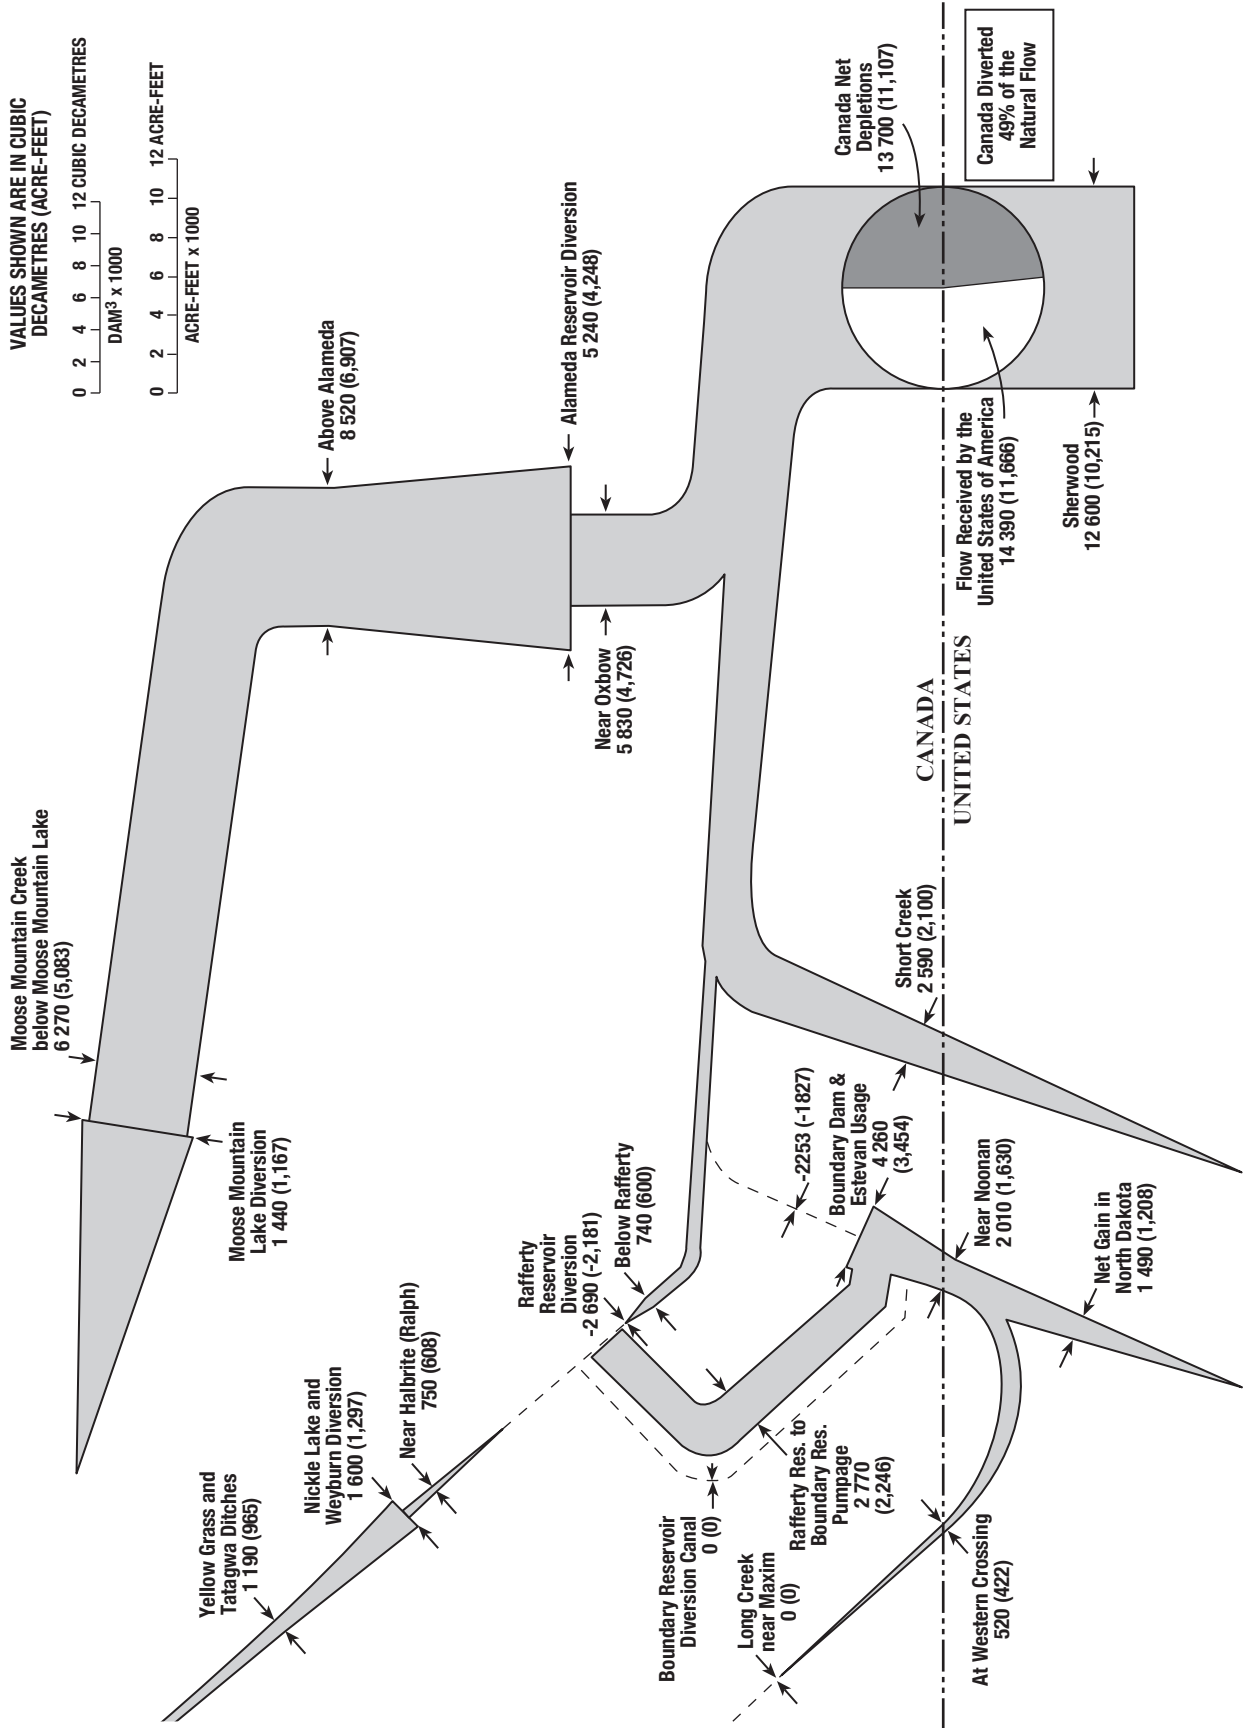 VALUES SHOWN ARE IN CUBIC
DECAMETRES (ACRE-FEET)
0 2 4 6 8 10 12 CUBIC DECAMETRES
DAM³ x 1000
0 2 4 6 8 10 12 ACRE-FEET
ACRE-FEET x 1000
Moose Mountain Creek
below Moose Mountain Lake
6 270 (5,083)
Moose Mountain
Lake Diversion
1 440 (1,167)
Above Alameda
8 520 (6,907)
Alameda Reservoir Diversion
5 240 (4,248)
Near Oxbow
5 830 (4,726)
Yellow Grass and
Tatagwa Ditches
1 190 (965)
Nickle Lake and
Weyburn Diversion
1 600 (1,297)
Near Halbrite (Ralph)
750 (608)
Rafferty
Reservoir
Diversion
-2 690 (-2,181)
Below Rafferty
740 (600)
Boundary Reservoir
Diversion Canal
0 (0)
Rafferty Res. to
Boundary Res.
Pumpage
2 770
(2,246)
-2253 (-1827)
Boundary Dam &
Estevan Usage
4 260
(3,454)
Long Creek
near Maxim
0 (0)
Short Creek
2 590 (2,100)
Canada Net
Depletions
13 700 (11,107)
CANADA
UNITED STATES
At Western Crossing
520 (422)
Near Noonan
2 010 (1,630)
Net Gain in
North Dakota
1 490 (1,208)
Flow Received by the
United States of America
14 390 (11,666)
Canada Diverted
49% of the
Natural Flow
Sherwood
12 600 (10,215)